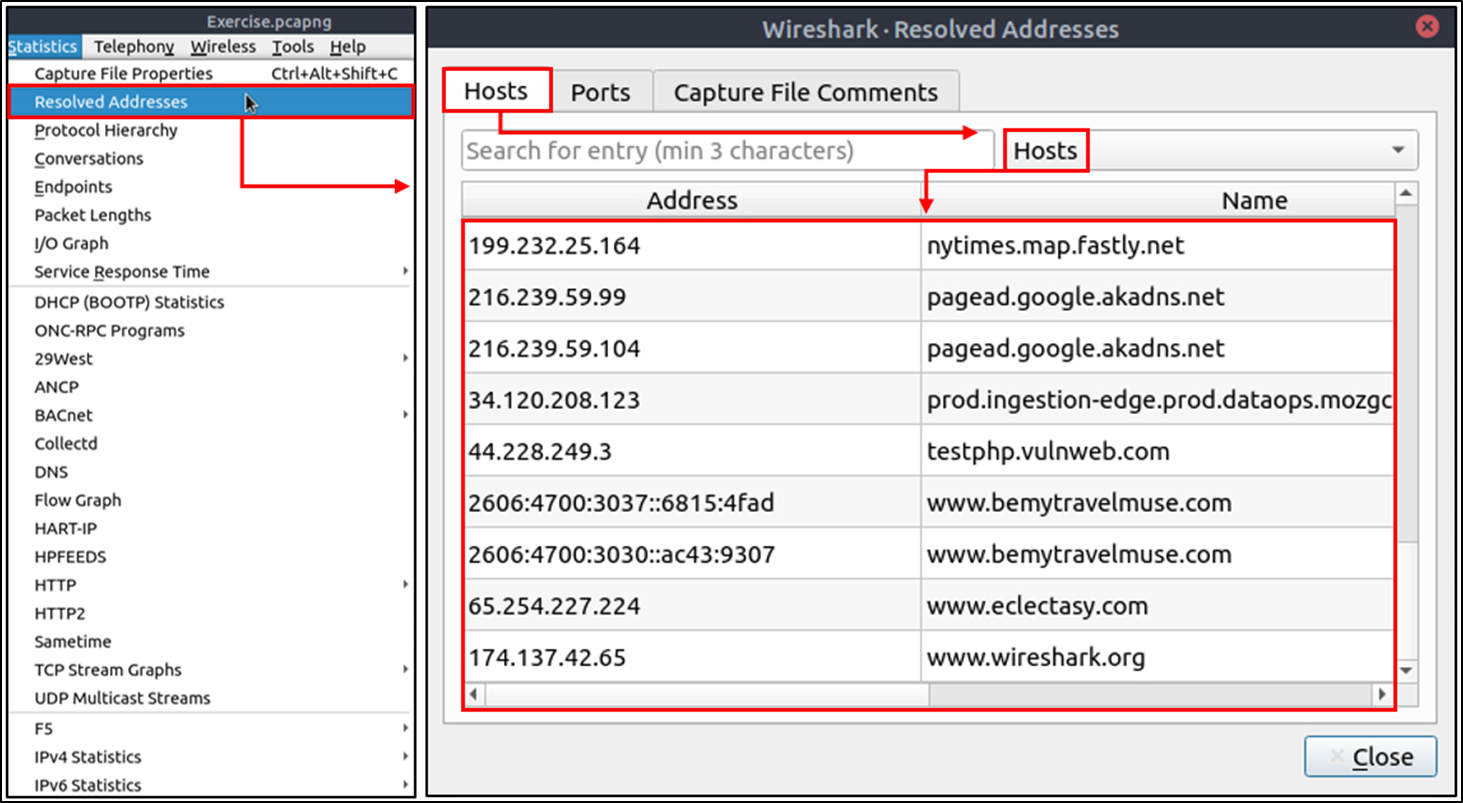 Exercise.pcapng
Statistics Telephony Wireless Tools Help
Capture File Properties Ctrl+Alt+Shift+C
Resolved Addresses
Protocol Hierarchy
Conversations
Endpoints
Packet Lengths
I/O Graph
Service Response Time
DHCP (BOOTP) Statistics
ONC-RPC Programs
29West
ANCP
BACnet
Collectd
DNS
Flow Graph
HART-IP
HPFEEDS
HTTP
HTTP2
Sametime
TCP Stream Graphs
UDP Multicast Streams
F5
IPv4 Statistics
IPv6 Statistics
Wireshark · Resolved Addresses
Hosts Ports Capture File Comments
Search for entry (min 3 characters) Hosts
Address Name
199.232.25.164 nytimes.map.fastly.net
216.239.59.99 pagead.google.akadns.net
216.239.59.104 pagead.google.akadns.net
34.120.208.123 prod.ingestion-edge.prod.dataops.mozgc
44.228.249.3 testphp.vulnweb.com
2606:4700:3037::6815:4fad www.bemytravelmuse.com
2606:4700:3030::ac43:9307 www.bemytravelmuse.com
65.254.227.224 www.eclectasy.com
174.137.42.65 www.wireshark.org
Close